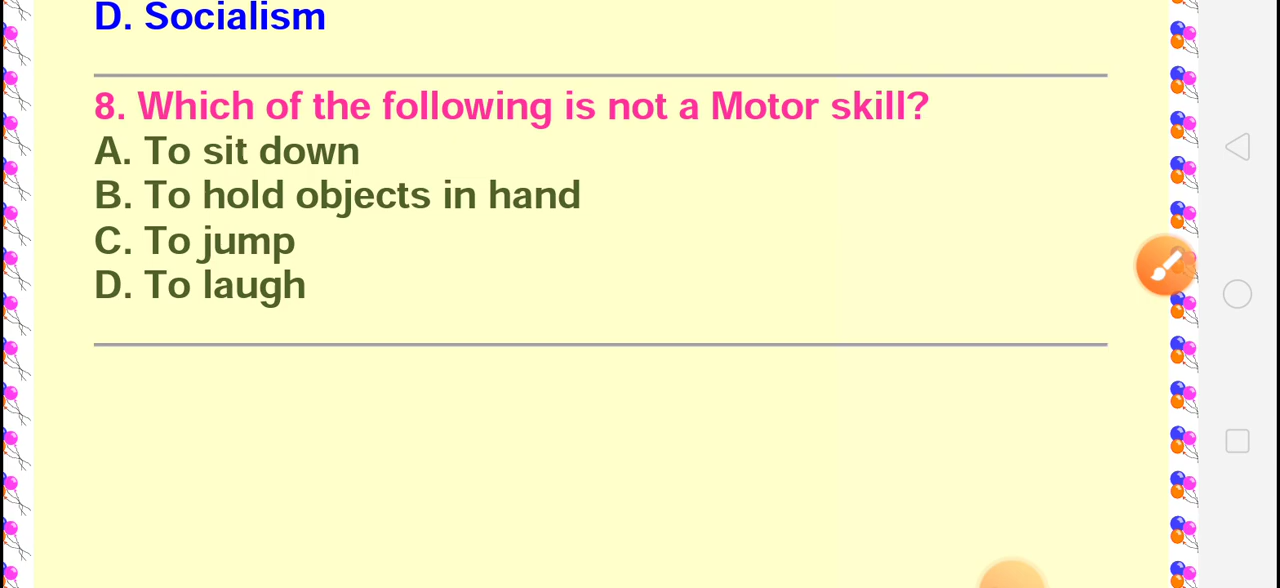 D. Socialism
8. Which of the following is not a Motor skill?
A. To sit down
B. To hold objects in hand
C. To jump
D. To laugh